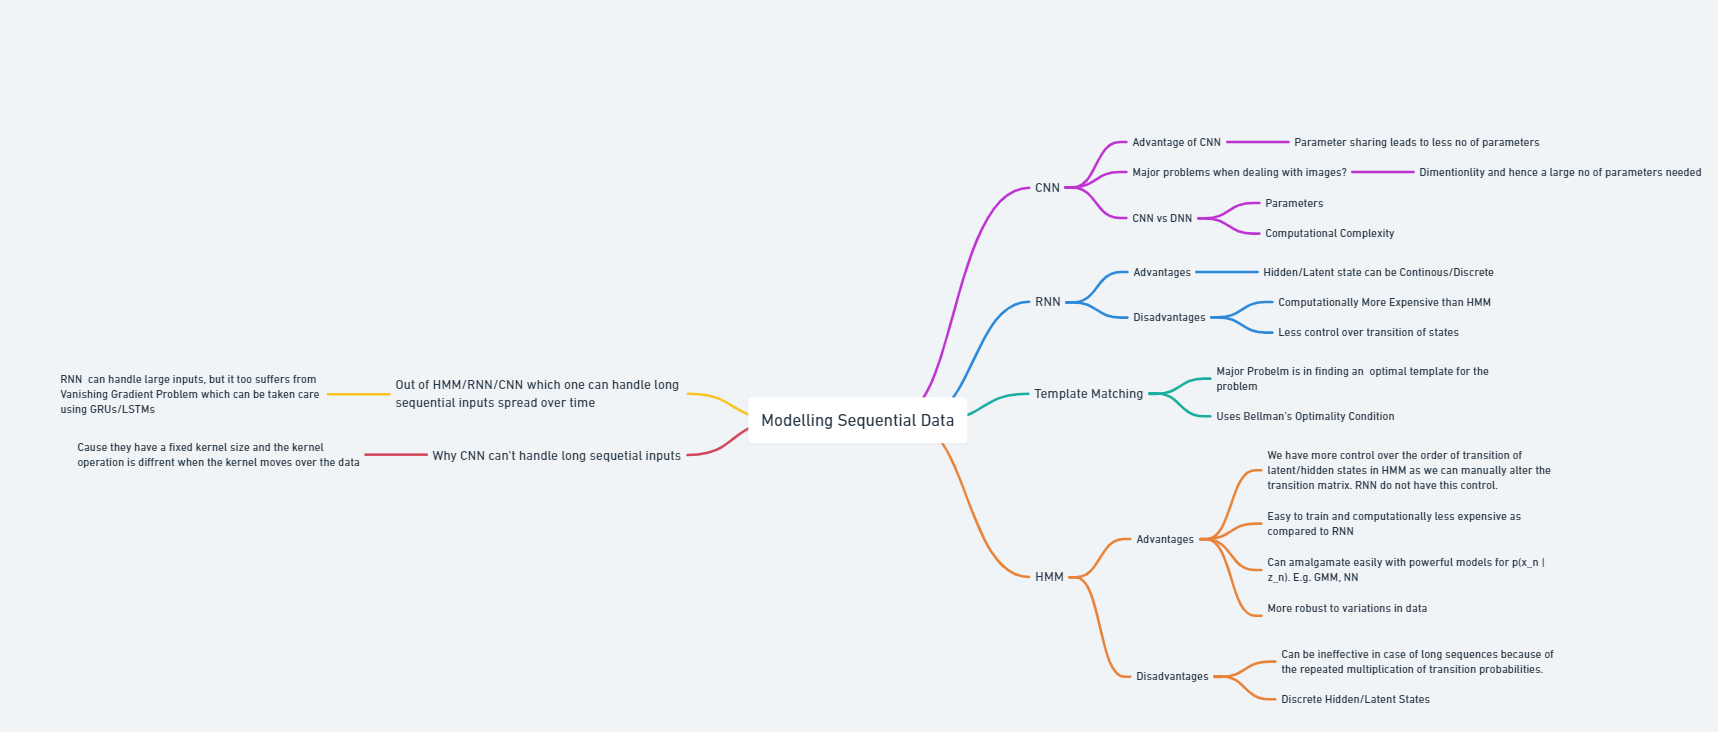 Modelling Sequential Data
CNN
Advantage of CNN
Parameter sharing leads to less no of parameters
Major problems when dealing with images?
Dimentionlity and hence a large no of parameters needed
CNN vs DNN
Parameters
Computational Complexity
RNN
Advantages
Hidden/Latent state can be Continous/Discrete
Disadvantages
Computationally More Expensive than HMM
Less control over transition of states
Template Matching
Major Probelm is in finding an  optimal template for the
problem
Uses Bellman's Optimality Condition
HMM
Advantages
We have more control over the order of transition of
latent/hidden states in HMM as we can manually alter the
transition matrix. RNN do not have this control.
Easy to train and computationally less expensive as
compared to RNN
Can amalgamate easily with powerful models for p(x_n |
z_n). E.g. GMM, NN
More robust to variations in data
Disadvantages
Can be ineffective in case of long sequences because of
the repeated multiplication of transition probabilities.
Discrete Hidden/Latent States
Out of HMM/RNN/CNN which one can handle long
sequential inputs spread over time
RNN  can handle large inputs, but it too suffers from
Vanishing Gradient Problem which can be taken care
using GRUs/LSTMs
Why CNN can't handle long sequetial inputs
Cause they have a fixed kernel size and the kernel
operation is diffrent when the kernel moves over the data